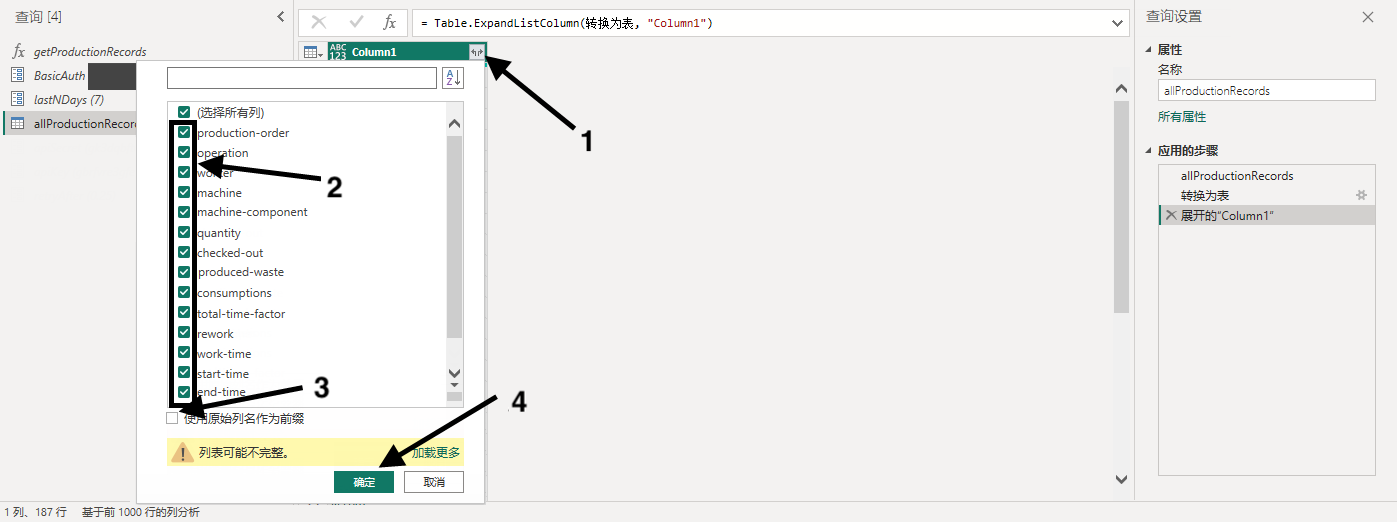 查询 [4]
fx getProductionRecords
BasicAuth
lastNDays (7)
allProductionRecor
fx = Table.ExpandListColumn(转换为表, "Column1")
ABC 123 Column1
A Z
(选择所有列)
production-order
operation
worker
machine
machine-component
quantity
checked-out
produced-waste
consumptions
total-time-factor
rework
work-time
start-time
end-time
使用原始列名作为前缀
列表可能不完整。 加载更多
确定 取消
1
2
3
4
查询设置
属性
名称
allProductionRecords
所有属性
应用的步骤
allProductionRecords
转换为表
展开的“Column1”
1 列、187 行 基于前 1000 行的列分析